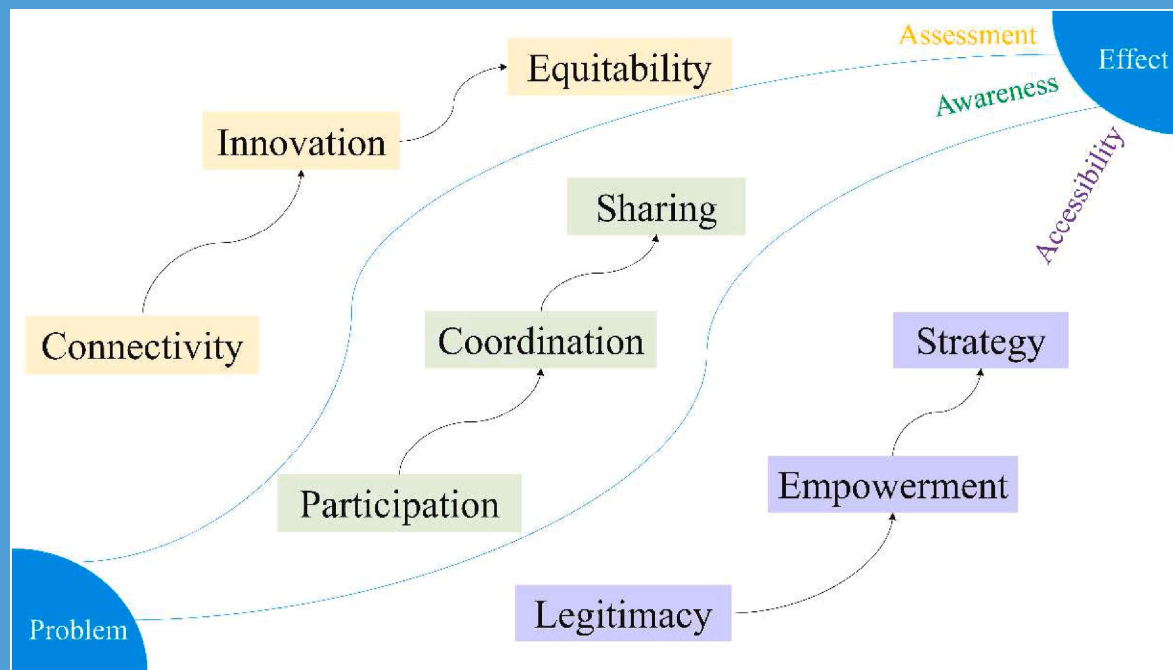 Assessment
Effect
Equitability
Awareness
Innovation
Accessibility
Sharing
Connectivity
Coordination
Strategy
Participation
Empowerment
Legitimacy
Problem